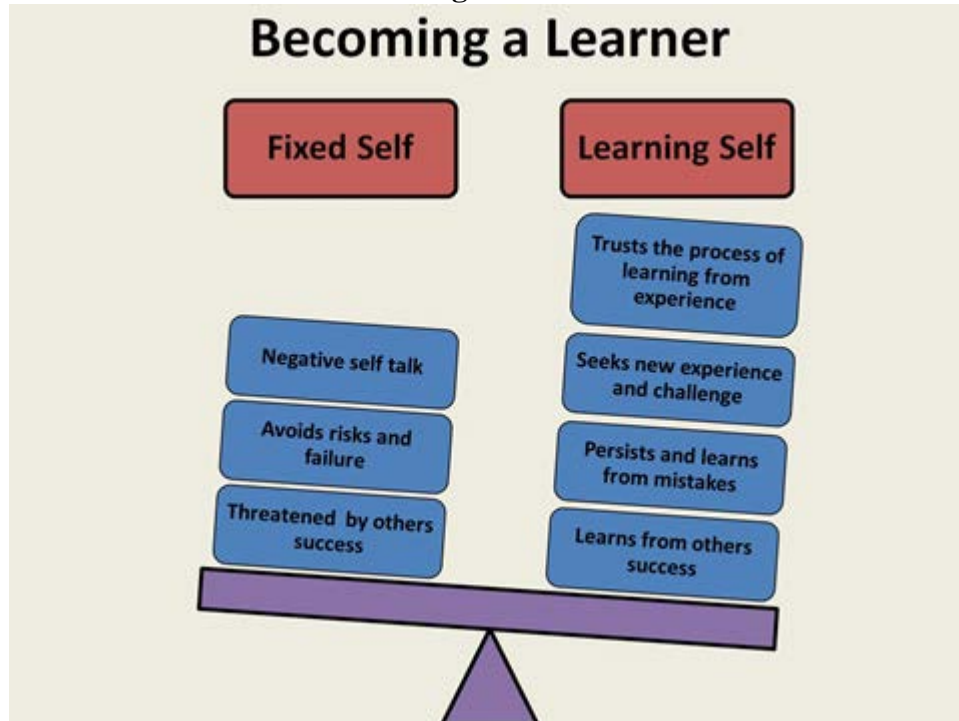 Becoming a Learner
Fixed Self
Learning Self
Negative self talk
Avoids risks and
failure
Threatened by others
success
Trusts the process of
learning from
experience
Seeks new experience
and challenge
Persists and learns
from mistakes
Learns from others
success